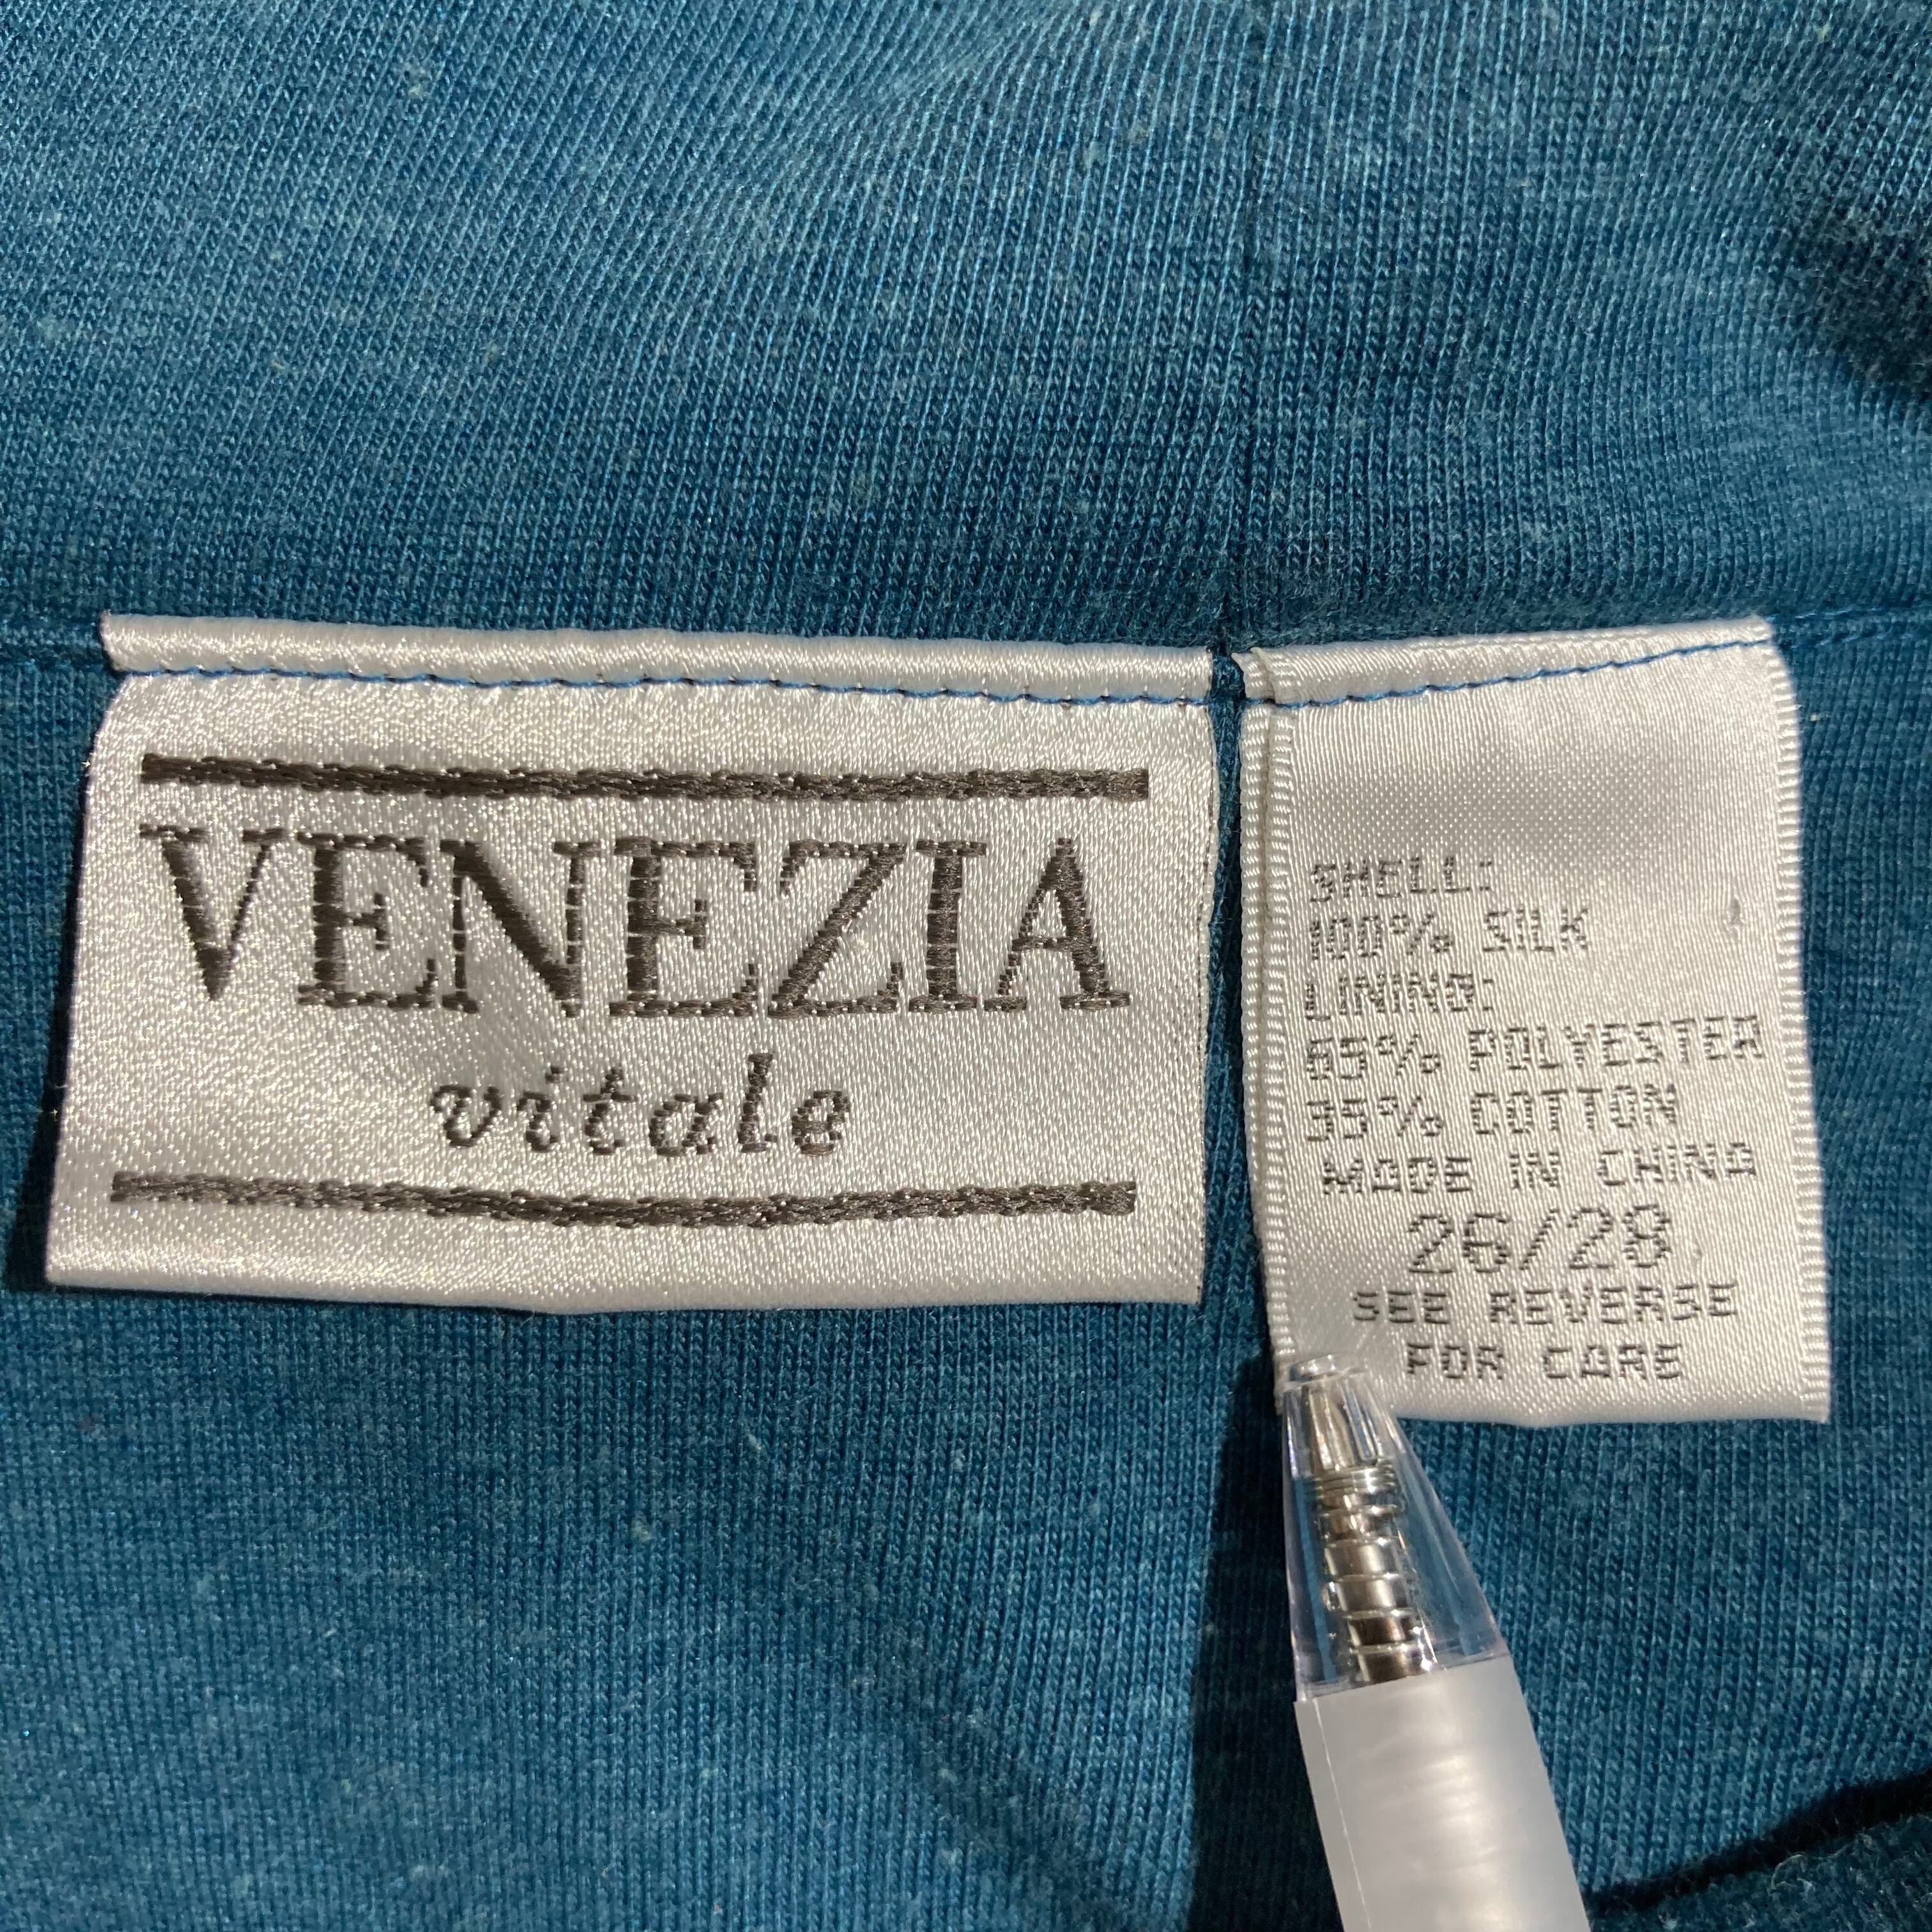 VENEZIA
vitale
SHELL:
100% SILK
LINING:
65% POLYESTER
35% COTTON
MADE IN CHINA
26/28
SEE REVERSE
FOR CARE